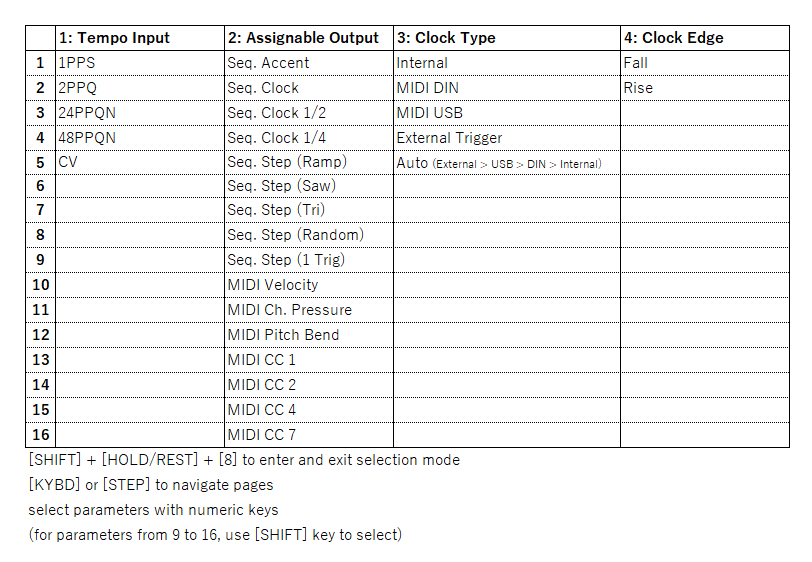 1: Tempo Input 2: Assignable Output 3: Clock Type 4: Clock Edge
1 1PPS Seq. Accent Internal Fall
2 2PPQ Seq. Clock MIDI DIN Rise
3 24PPQN Seq. Clock 1/2 MIDI USB
4 48PPQN Seq. Clock 1/4 External Trigger
5 CV Seq. Step (Ramp) Auto (External > USB > DIN > Internal)
6 Seq. Step (Saw)
7 Seq. Step (Tri)
8 Seq. Step (Random)
9 Seq. Step (1 Trig)
10 MIDI Velocity
11 MIDI Ch. Pressure
12 MIDI Pitch Bend
13 MIDI CC 1
14 MIDI CC 2
15 MIDI CC 4
16 MIDI CC 7
[SHIFT] + [HOLD/REST] + [8] to enter and exit selection mode
[KYBD] or [STEP] to navigate pages
select parameters with numeric keys
(for parameters from 9 to 16, use [SHIFT] key to select)